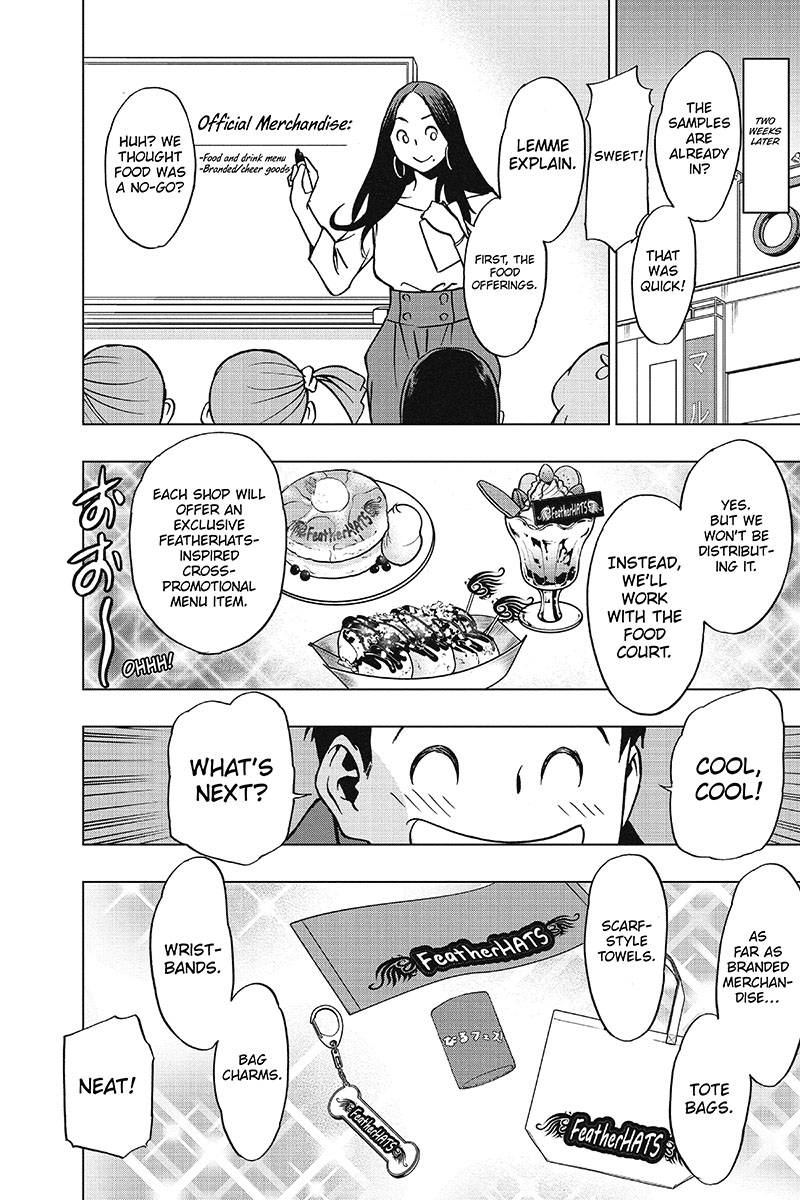 TWO
WEEKS
LATER
THE
SAMPLES
ARE
ALREADY
IN?
THAT
WAS
QUICK!
SWEET!
マル
LEMME
EXPLAIN.
FIRST, THE
FOOD
OFFERINGS.
Official Merchandise:
-Food and drink menu
-Branded/cheer goods
HUH? WE
THOUGHT
FOOD WAS
A NO-GO?
YES.
BUT WE
WON'T BE
DISTRIBUT-
ING IT.
INSTEAD,
WE'LL
WORK
WITH THE
FOOD
COURT.
FeatherHATS
FeatherHATS
EACH SHOP WILL
OFFER AN
EXCLUSIVE
FEATHERHATS-
INSPIRED
CROSS-
PROMOTIONAL
MENU ITEM.
おおー
OHHH!
COOL,
COOL!
WHAT'S
NEXT?
AS
FAR AS
BRANDED
MERCHAN-
DISE...
TOTE
BAGS.
SCARF-
STYLE
TOWELS.
FeatherHATS
FeatherHATS
WRIST-
BANDS.
BAG
CHARMS.
FeatherHATS
NEAT!